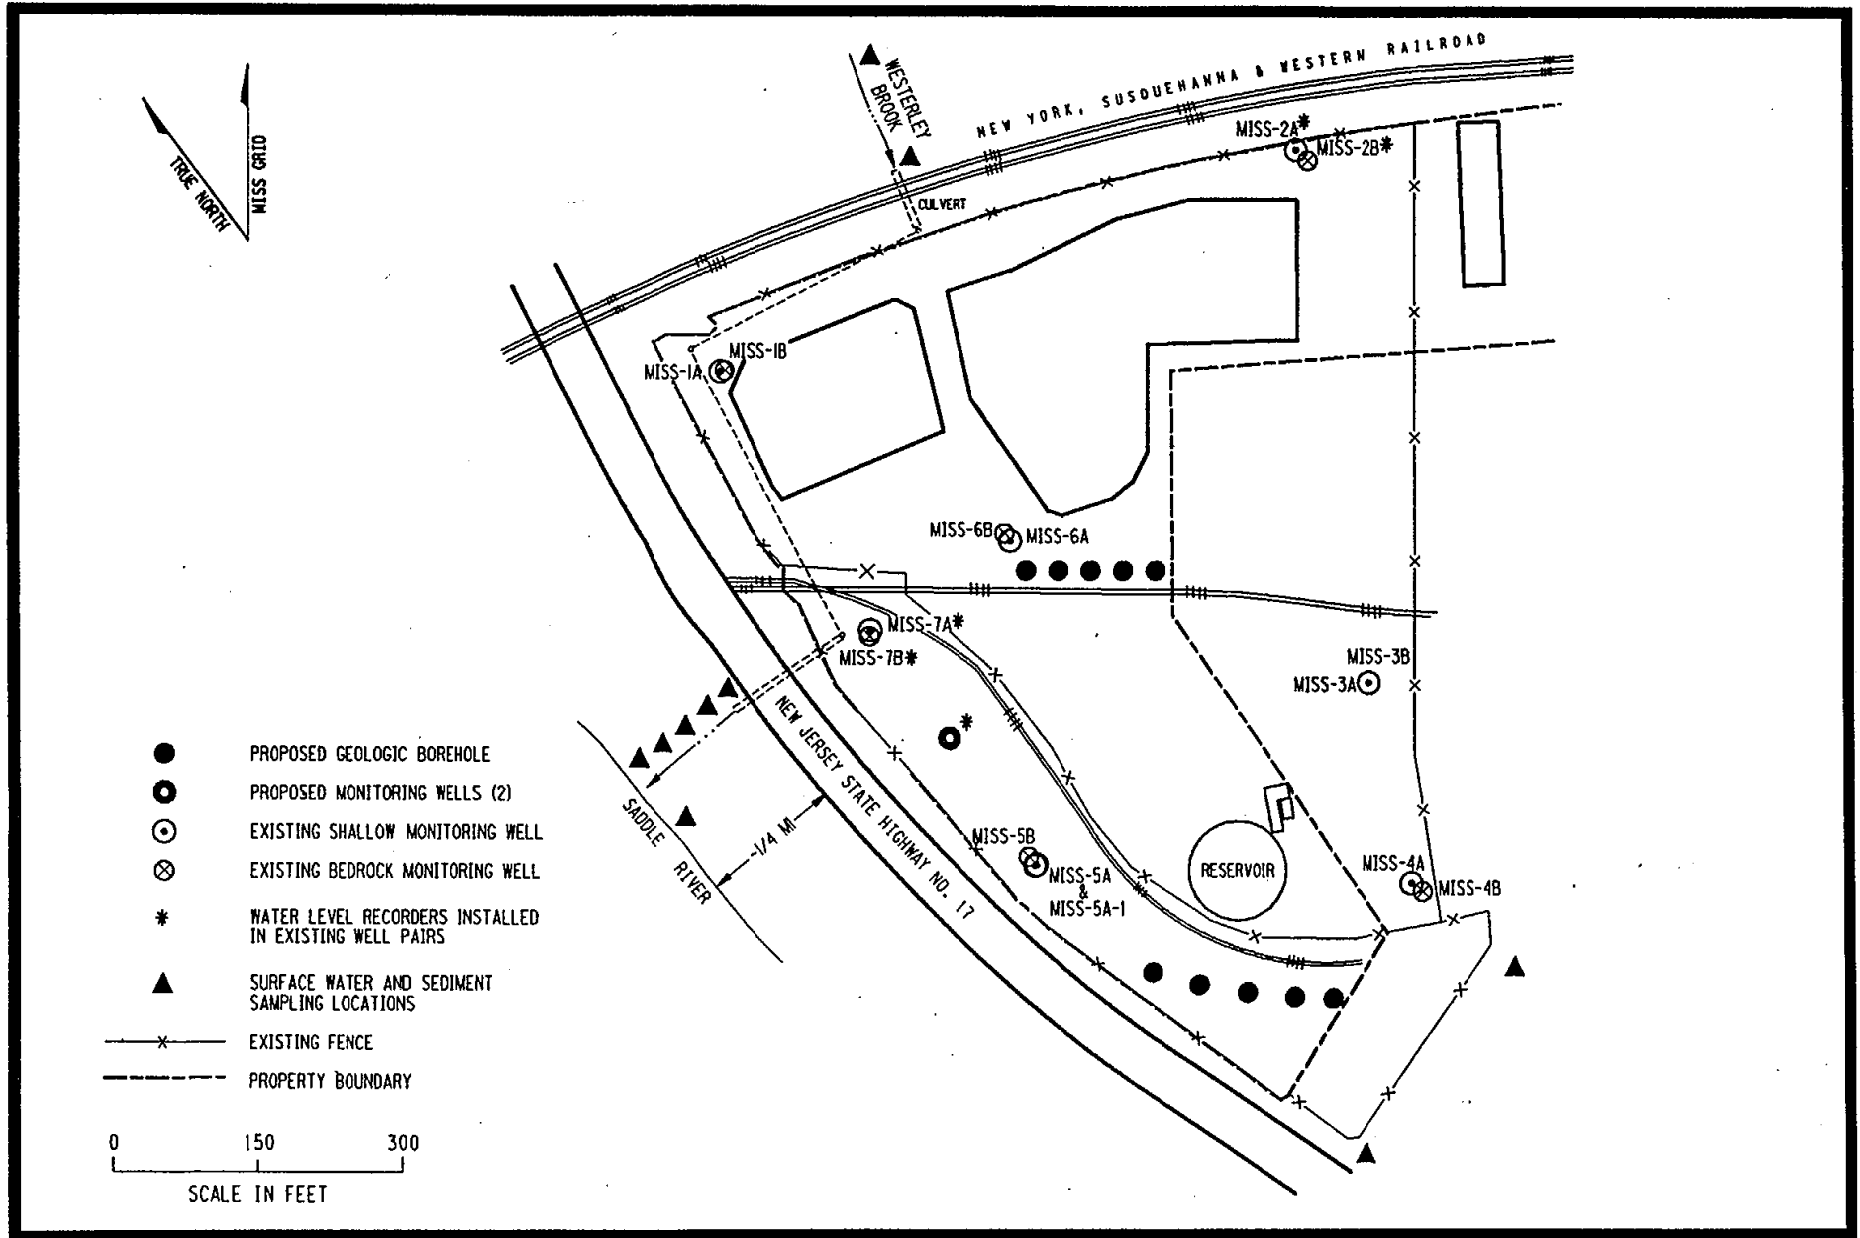 WESTERLEY
BROOK
NEW YORK, SUSQUEHANNA & WESTERN RAILROAD
TRUE NORTH
MISS GRID
CULVERT
MISS-2A*
MISS-2B*
MISS-1B
MISS-1A
MISS-6B
MISS-6A
MISS-7A*
MISS-7B*
*
MISS-3B
MISS-3A
NEW JERSEY STATE HIGHWAY NO. 17
SADDLE RIVER
~1/4 MI
MISS-5B
MISS-5A
&
MISS-5A-1
RESERVOIR
MISS-4A
MISS-4B
PROPOSED GEOLOGIC BOREHOLE
PROPOSED MONITORING WELLS (2)
EXISTING SHALLOW MONITORING WELL
EXISTING BEDROCK MONITORING WELL
* WATER LEVEL RECORDERS INSTALLED
IN EXISTING WELL PAIRS
SURFACE WATER AND SEDIMENT
SAMPLING LOCATIONS
EXISTING FENCE
PROPERTY BOUNDARY
0 150 300
SCALE IN FEET